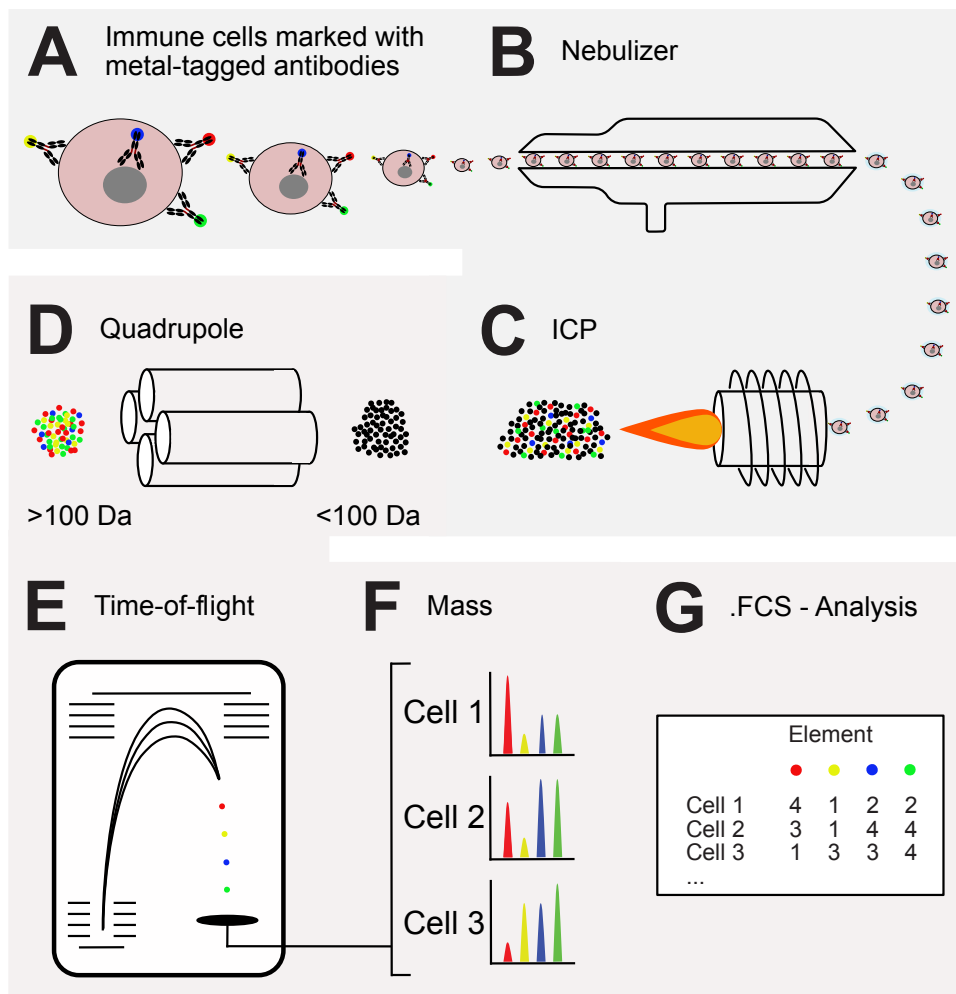 A Immune cells marked with
metal-tagged antibodies
B Nebulizer
D Quadrupole
>100 Da
<100 Da
C ICP
E Time-of-flight
F Mass
Cell 1
Cell 2
Cell 3
G .FCS - Analysis
Element
Cell 1 4 1 2 2
Cell 2 3 1 4 4
Cell 3 1 3 3 4
...